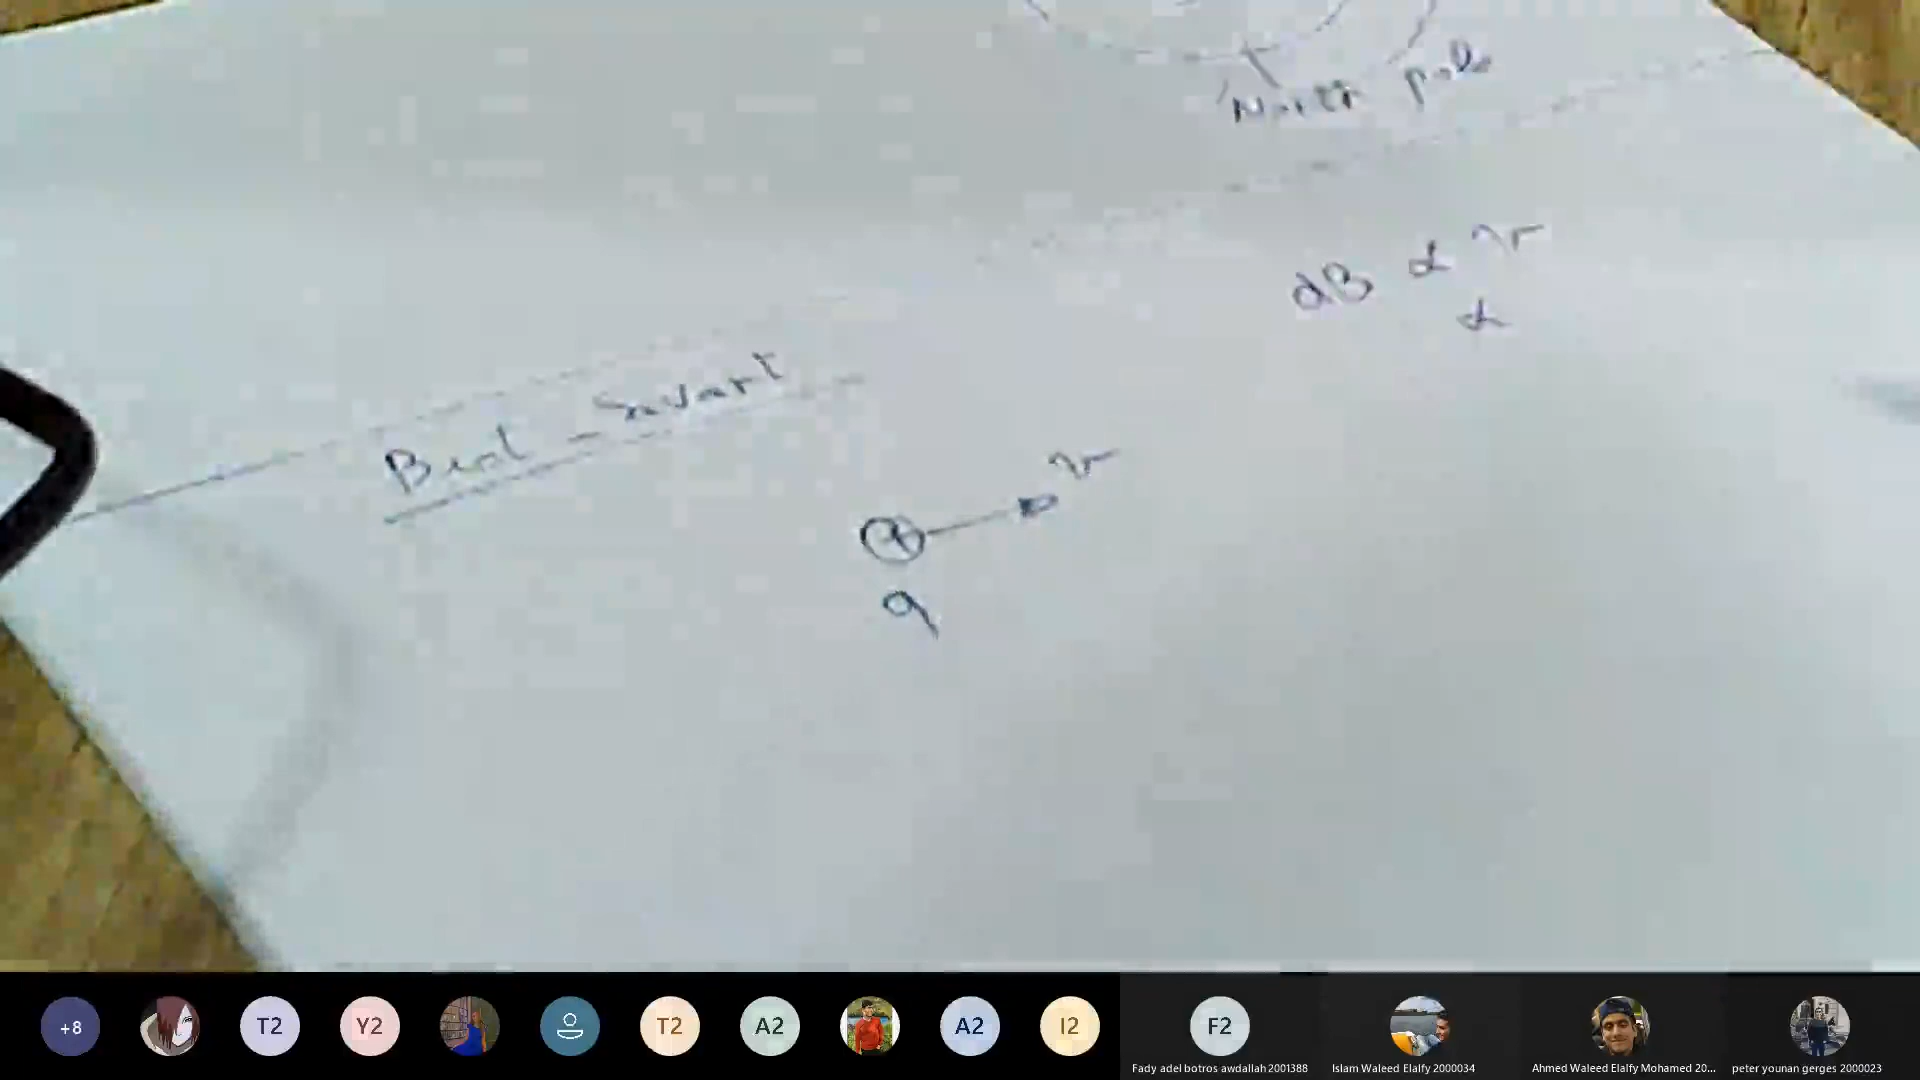 North pole
dB α v
α
Biot - Savart
v
+
q
+8
T2
Y2
T2
A2
A2
I2
F2
Fady adel botros awdallah 2001388
Islam Waleed Elalfy 2000034
Ahmed Waleed Elalfy Mohamed 20...
peter younan gerges 2000023